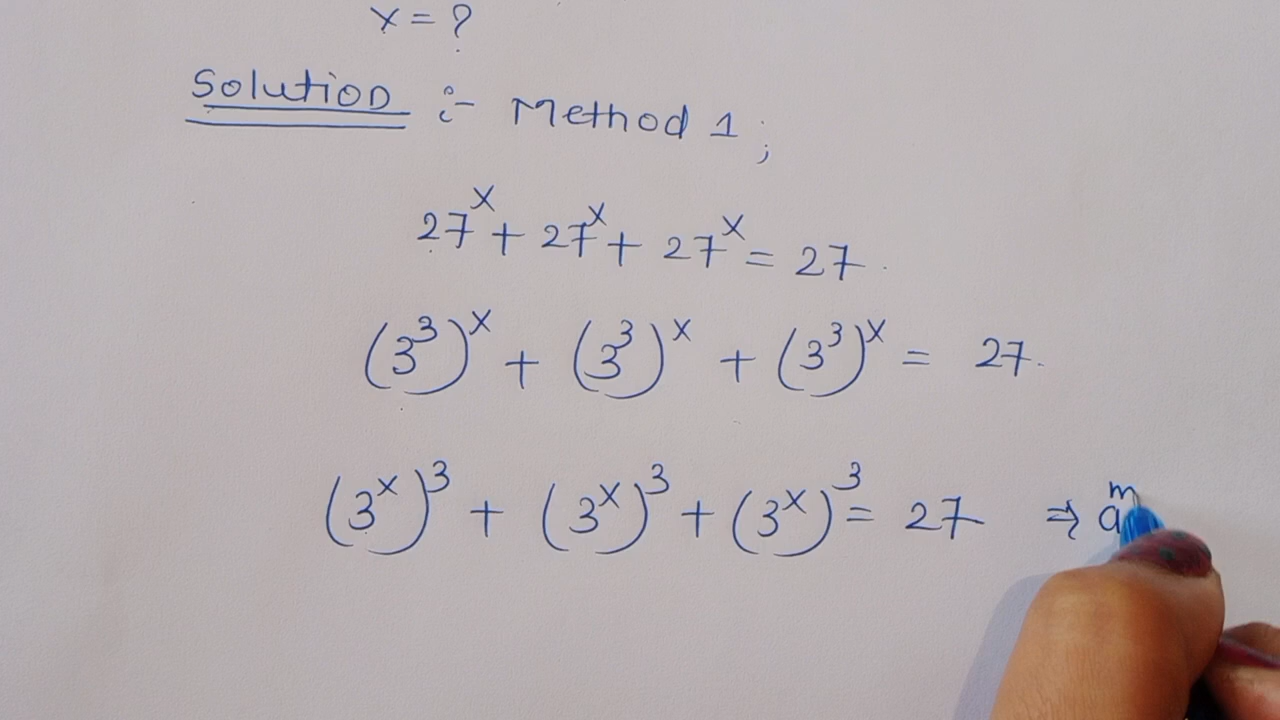 x = ?
Solution :- Method 1;
27^x + 27^x + 27^x = 27.
(3^3)^x + (3^3)^x + (3^3)^x = 27.
(3^x)^3 + (3^x)^3 + (3^x)^3 = 27 ⇒ a^m